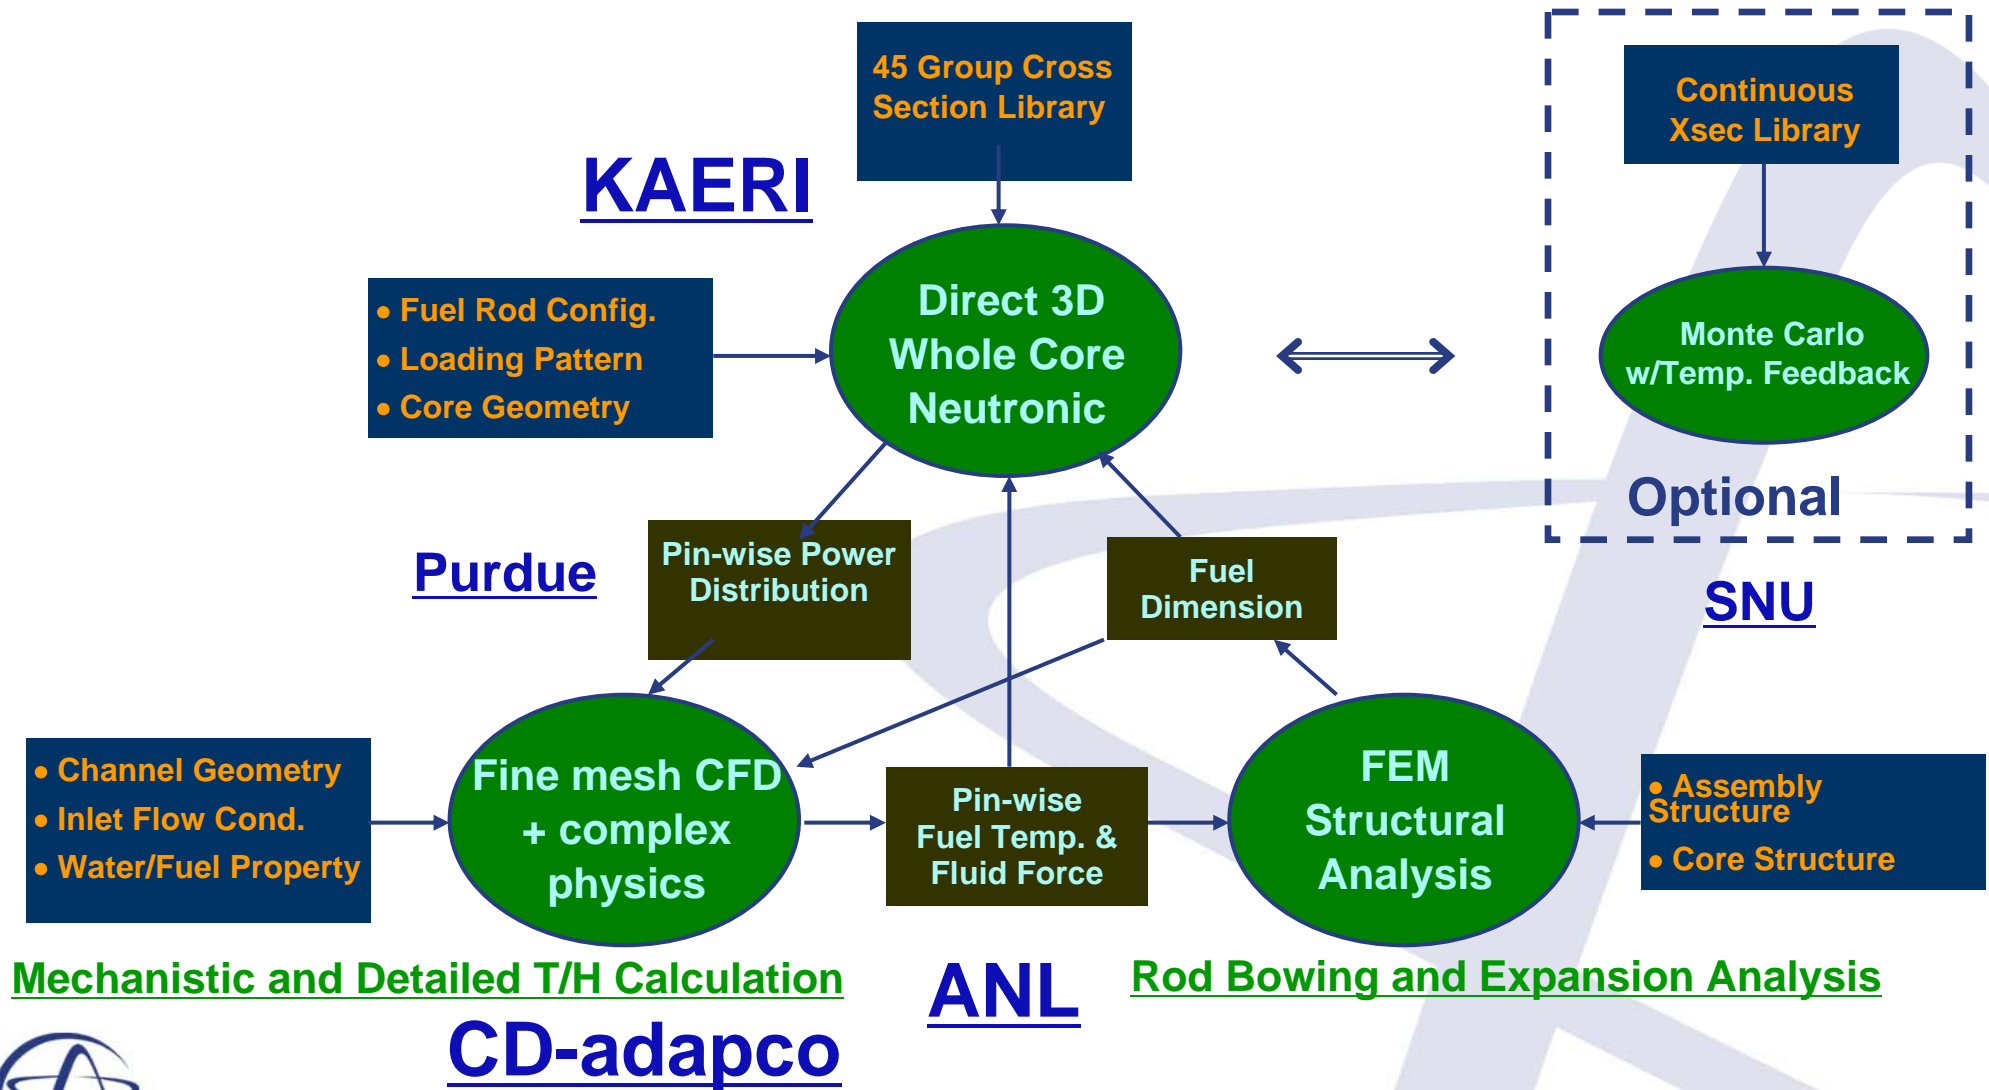 45 Group Cross
Section Library
Continuous
Xsec Library
KAERI
• Fuel Rod Config.
• Loading Pattern
• Core Geometry
Direct 3D
Whole Core
Neutronic
Monte Carlo
w/Temp. Feedback
Optional
SNU
Purdue
Pin-wise Power
Distribution
Fuel
Dimension
• Channel Geometry
• Inlet Flow Cond.
• Water/Fuel Property
Fine mesh CFD
+ complex
physics
Pin-wise
Fuel Temp. &
Fluid Force
FEM
Structural
Analysis
• Assembly
Structure
• Core Structure
Mechanistic and Detailed T/H Calculation
ANL
Rod Bowing and Expansion Analysis
CD-adapco